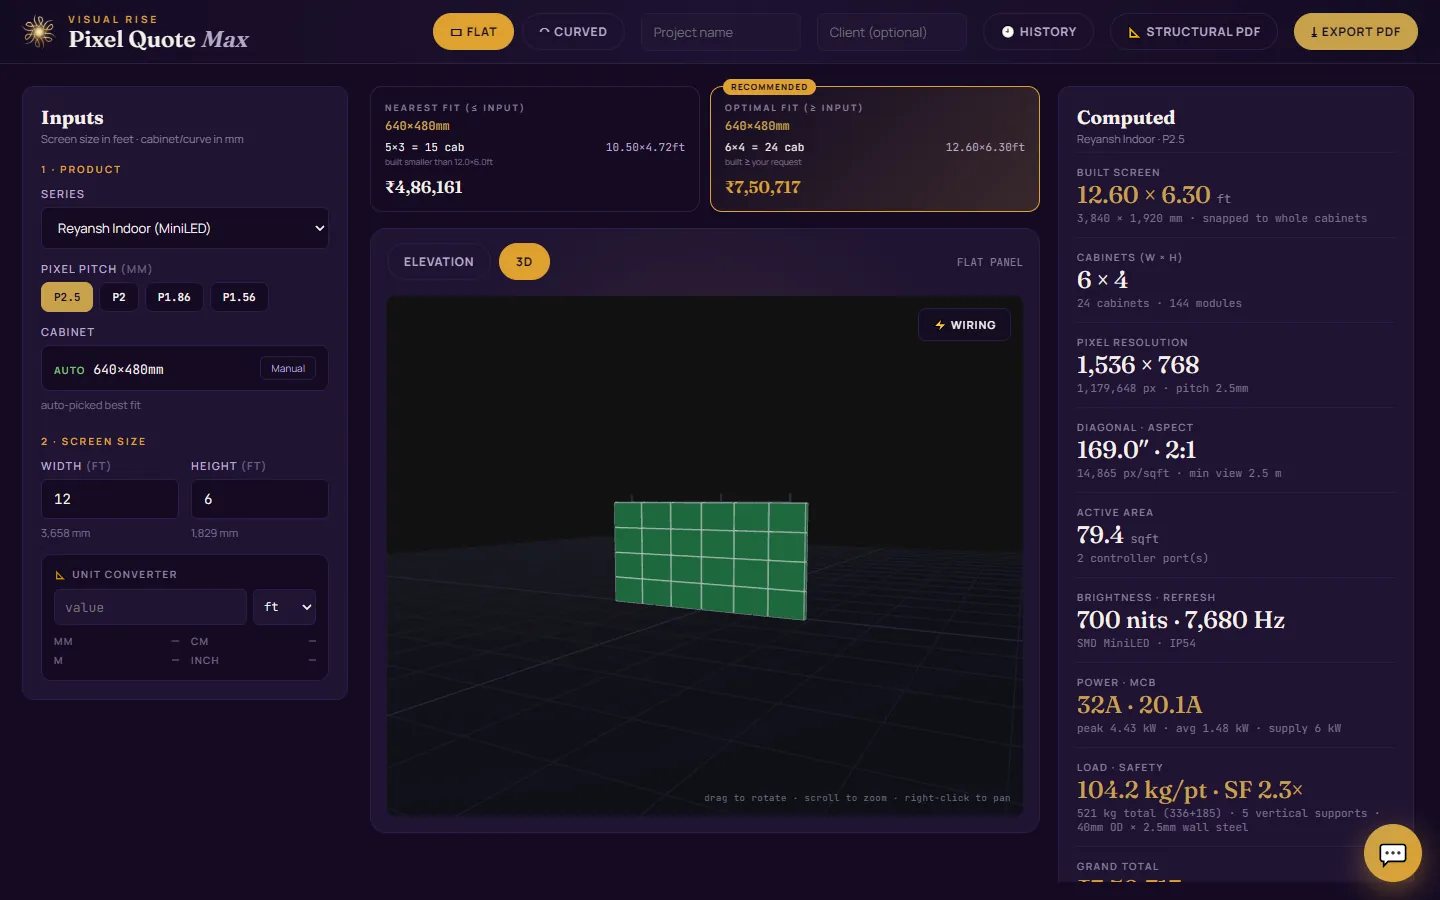 VISUAL RISE
Pixel Quote Max
FLAT
CURVED
Project name
Client (optional)
HISTORY
STRUCTURAL PDF
EXPORT PDF
Inputs
Screen size in feet · cabinet/curve in mm
1 · PRODUCT
SERIES
Reyansh Indoor (MiniLED)
PIXEL PITCH (MM)
P2.5
P2
P1.86
P1.56
CABINET
AUTO 640×480mm
Manual
auto-picked best fit
2 · SCREEN SIZE
WIDTH (FT)
HEIGHT (FT)
12
6
3,658 mm
1,829 mm
UNIT CONVERTER
value
ft
MM – CM –
M – INCH –
NEAREST FIT (≤ INPUT)
640×480mm
5×3 = 15 cab
10.50×4.72ft
built smaller than 12.0×6.0ft
₹4,86,161
RECOMMENDED
OPTIMAL FIT (≥ INPUT)
640×480mm
6×4 = 24 cab
12.60×6.30ft
built ≥ your request
₹7,50,717
ELEVATION
3D
FLAT PANEL
WIRING
drag to rotate · scroll to zoom · right-click to pan
Computed
Reyansh Indoor · P2.5
BUILT SCREEN
12.60 × 6.30 ft
3,840 × 1,920 mm · snapped to whole cabinets
CABINETS (W × H)
6 × 4
24 cabinets · 144 modules
PIXEL RESOLUTION
1,536 × 768
1,179,648 px · pitch 2.5mm
DIAGONAL · ASPECT
169.0″ · 2:1
14,865 px/sqft · min view 2.5 m
ACTIVE AREA
79.4 sqft
2 controller port(s)
BRIGHTNESS · REFRESH
700 nits · 7,680 Hz
SMD MiniLED · IP54
POWER · MCB
32A · 20.1A
peak 4.43 kW · avg 1.48 kW · supply 6 kW
LOAD · SAFETY
104.2 kg/pt · SF 2.3×
521 kg total (336+185) · 5 vertical supports ·
40mm OD × 2.5mm wall steel
GRAND TOTAL